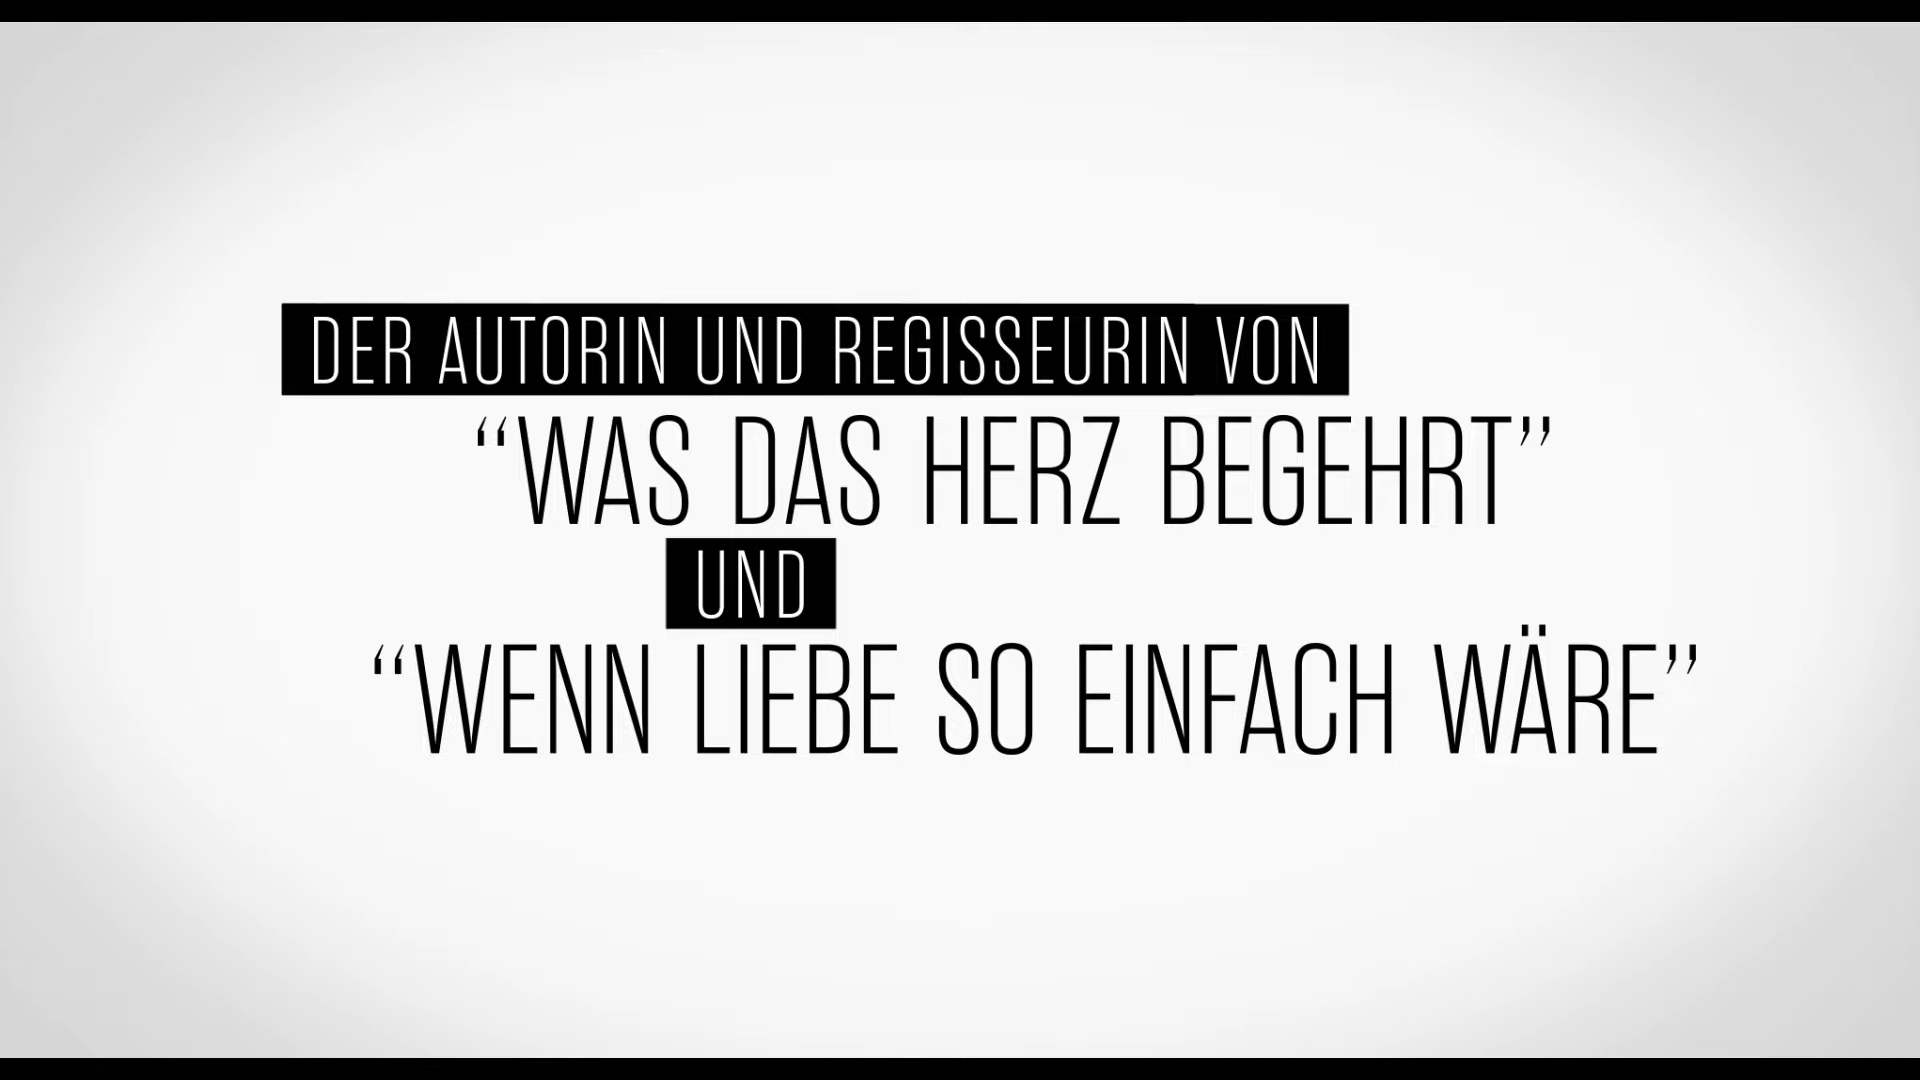 DER AUTORIN UND REGISSEURIN VON
“WAS DAS HERZ BEGEHRT”
UND
“WENN LIEBE SO EINFACH WÄRE”